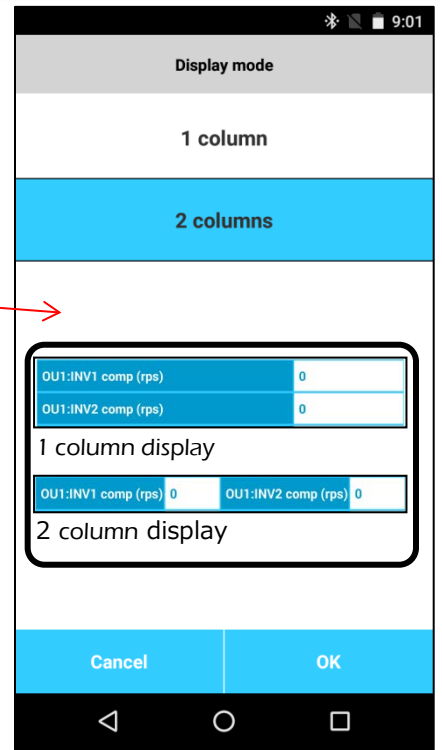 9:01
Display mode
1 column
2 columns
OU1:INV1 comp (rps) 0
OU1:INV2 comp (rps) 0
1 column display
OU1:INV1 comp (rps) 0 OU1:INV2 comp (rps) 0
2 column display
Cancel OK